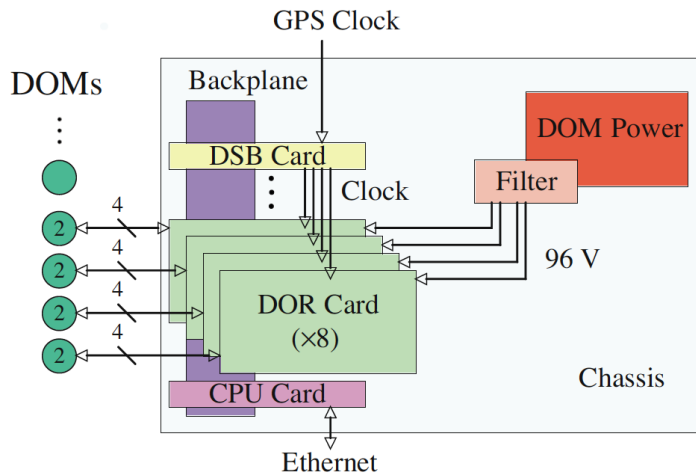 GPS Clock
DOMs
Backplane
DOM Power
DSB Card
Filter
Clock
4
2
4
2
96 V
4
2
DOR Card
(×8)
4
2
Chassis
CPU Card
Ethernet